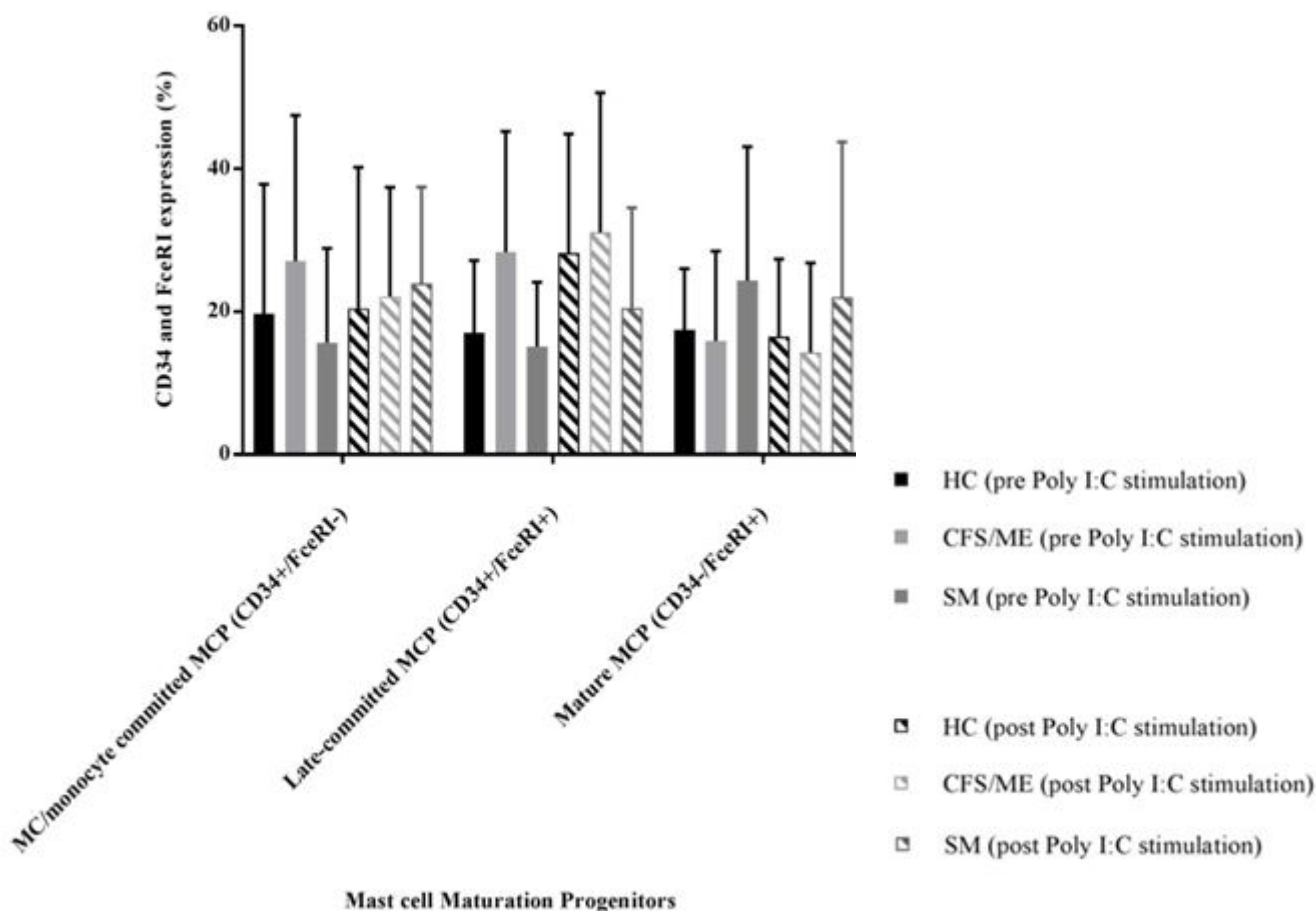 CD34 and FceRI expression (%)
60
40
20
0
MC/monocyte committed MCP (CD34+/FceRI-)
Late-committed MCP (CD34+/FceRI+)
Mature MCP (CD34-/FceRI+)
Mast cell Maturation Progenitors
HC (pre Poly I:C stimulation)
CFS/ME (pre Poly I:C stimulation)
SM (pre Poly I:C stimulation)
HC (post Poly I:C stimulation)
CFS/ME (post Poly I:C stimulation)
SM (post Poly I:C stimulation)